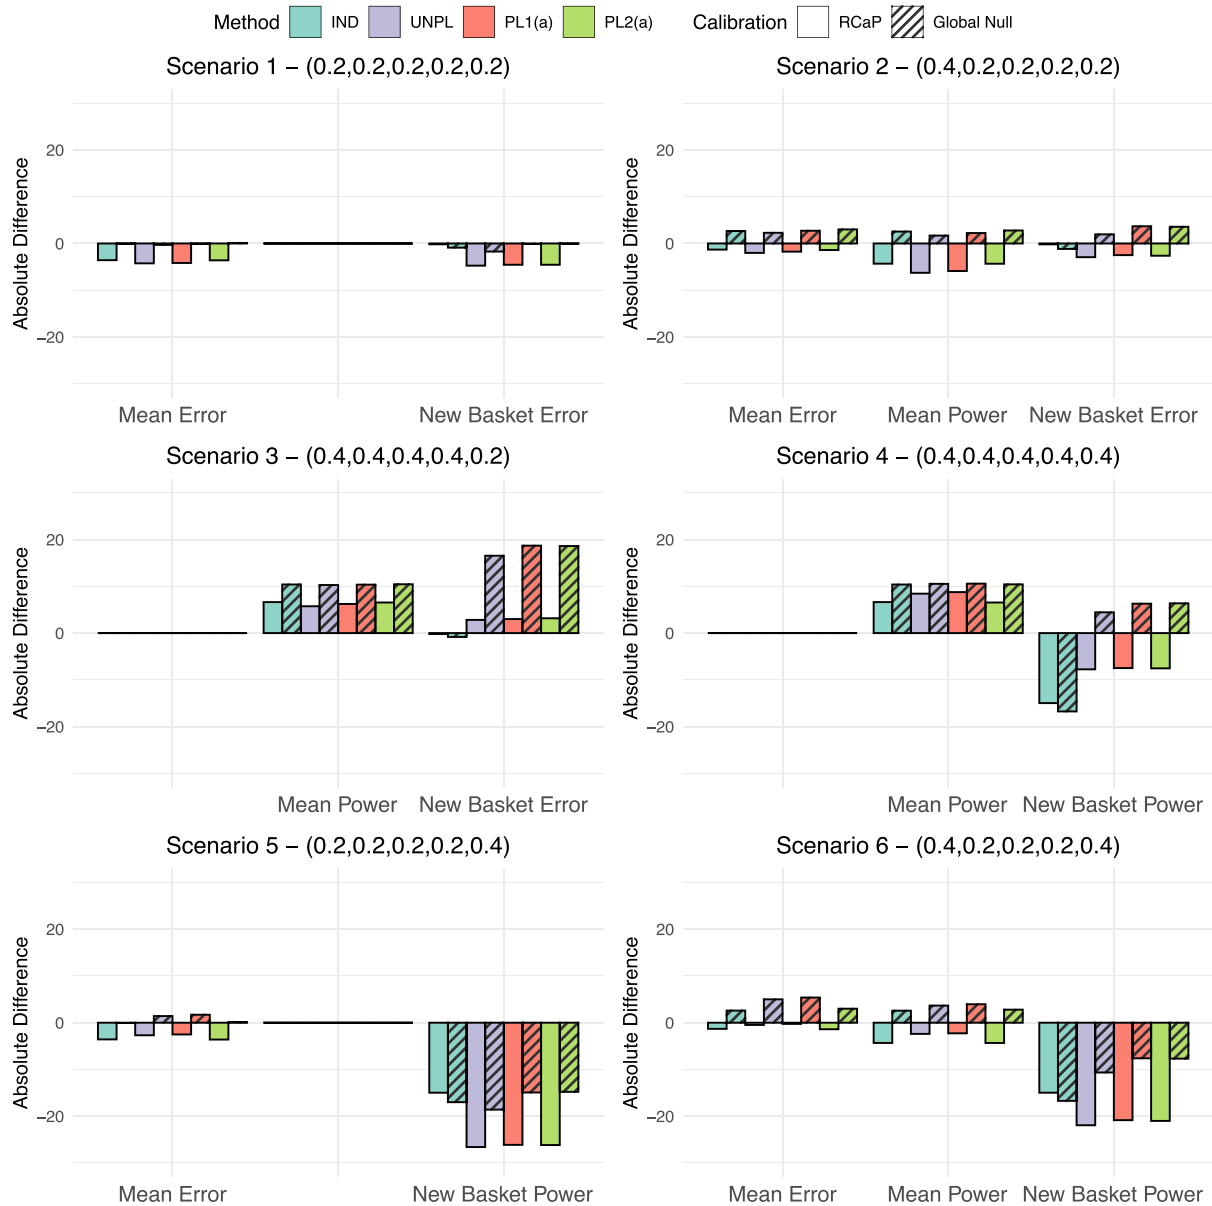 Method IND UNPL PL1(a) PL2(a) Calibration RCaP Global Null
Scenario 1 – (0.2,0.2,0.2,0.2,0.2)
Absolute Difference
20
0
−20
Mean Error New Basket Error
Scenario 2 – (0.4,0.2,0.2,0.2,0.2)
Absolute Difference
20
0
−20
Mean Error Mean Power New Basket Error
Scenario 3 – (0.4,0.4,0.4,0.4,0.2)
Absolute Difference
20
0
−20
Mean Power New Basket Error
Scenario 4 – (0.4,0.4,0.4,0.4,0.4)
Absolute Difference
20
0
−20
Mean Power New Basket Power
Scenario 5 – (0.2,0.2,0.2,0.2,0.4)
Absolute Difference
20
0
−20
Mean Error New Basket Power
Scenario 6 – (0.4,0.2,0.2,0.2,0.4)
Absolute Difference
20
0
−20
Mean Error Mean Power New Basket Power